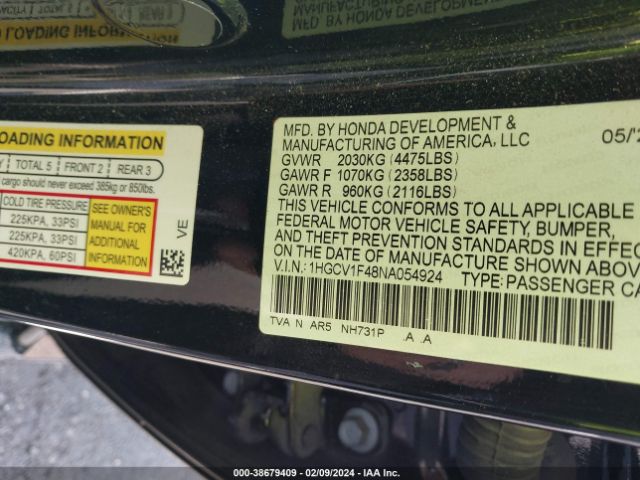 LOADING INFORMATION
TOTAL 5 FRONT 2 REAR 3
cargo should never exceed 385kg or 850lbs.
COLD TIRE PRESSURE
225KPA, 33PSI
225KPA, 33PSI
420KPA, 60PSI
SEE OWNER'S
MANUAL FOR
ADDITIONAL
INFORMATION
VE
MFD. BY HONDA DEVELOPMENT &
MANUFACTURING OF AMERICA, LLC 05/
GVWR 2030KG (4475LBS)
GAWR F 1070KG (2358LBS)
GAWR R 960KG (2116LBS)
THIS VEHICLE CONFORMS TO ALL APPLICABLE
FEDERAL MOTOR VEHICLE SAFETY, BUMPER,
AND THEFT PREVENTION STANDARDS IN EFFECT
ON THE DATE OF MANUFACTURE SHOWN ABOVE
V.I.N.: 1HGCV1F48NA054924 TYPE: PASSENGER CA
TVA N AR5 NH731P .A .A
000-38679409 - 02/09/2024 - IAA Inc.